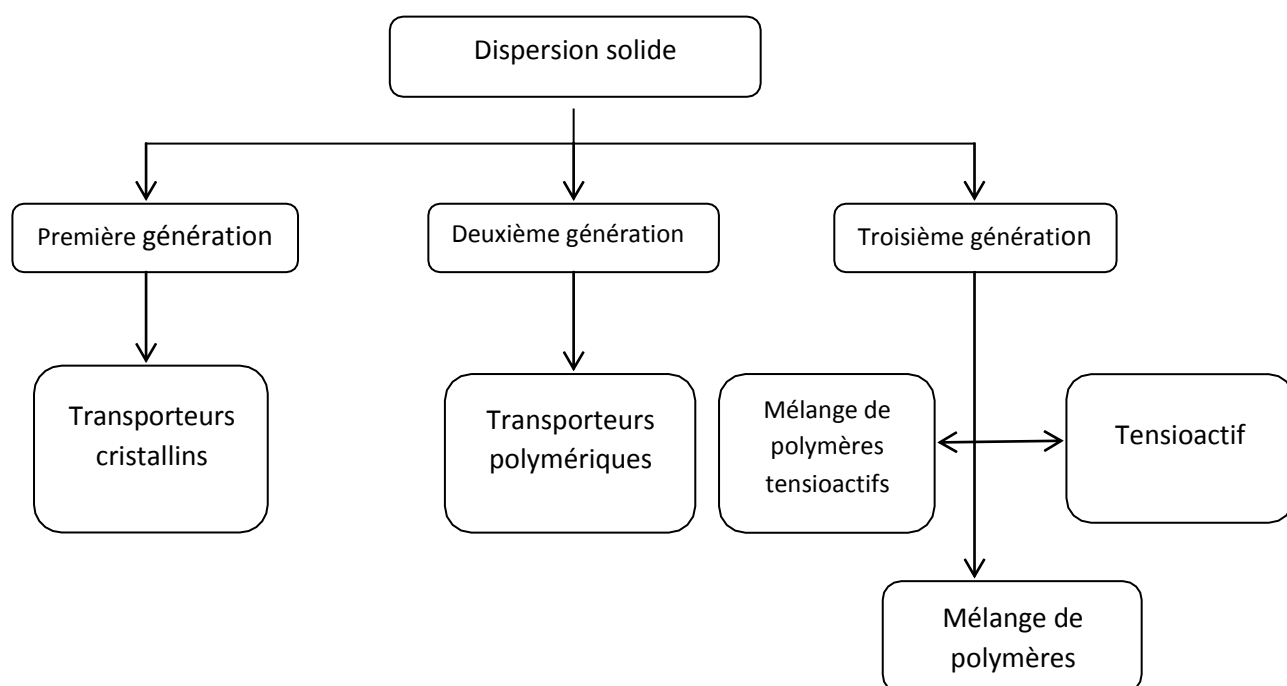 Dispersion solide
Première génération
Deuxième génération
Troisième génération
Transporteurs
cristallins
Transporteurs
polymériques
Mélange de
polymères
tensioactifs
Tensioactif
Mélange de
polymères